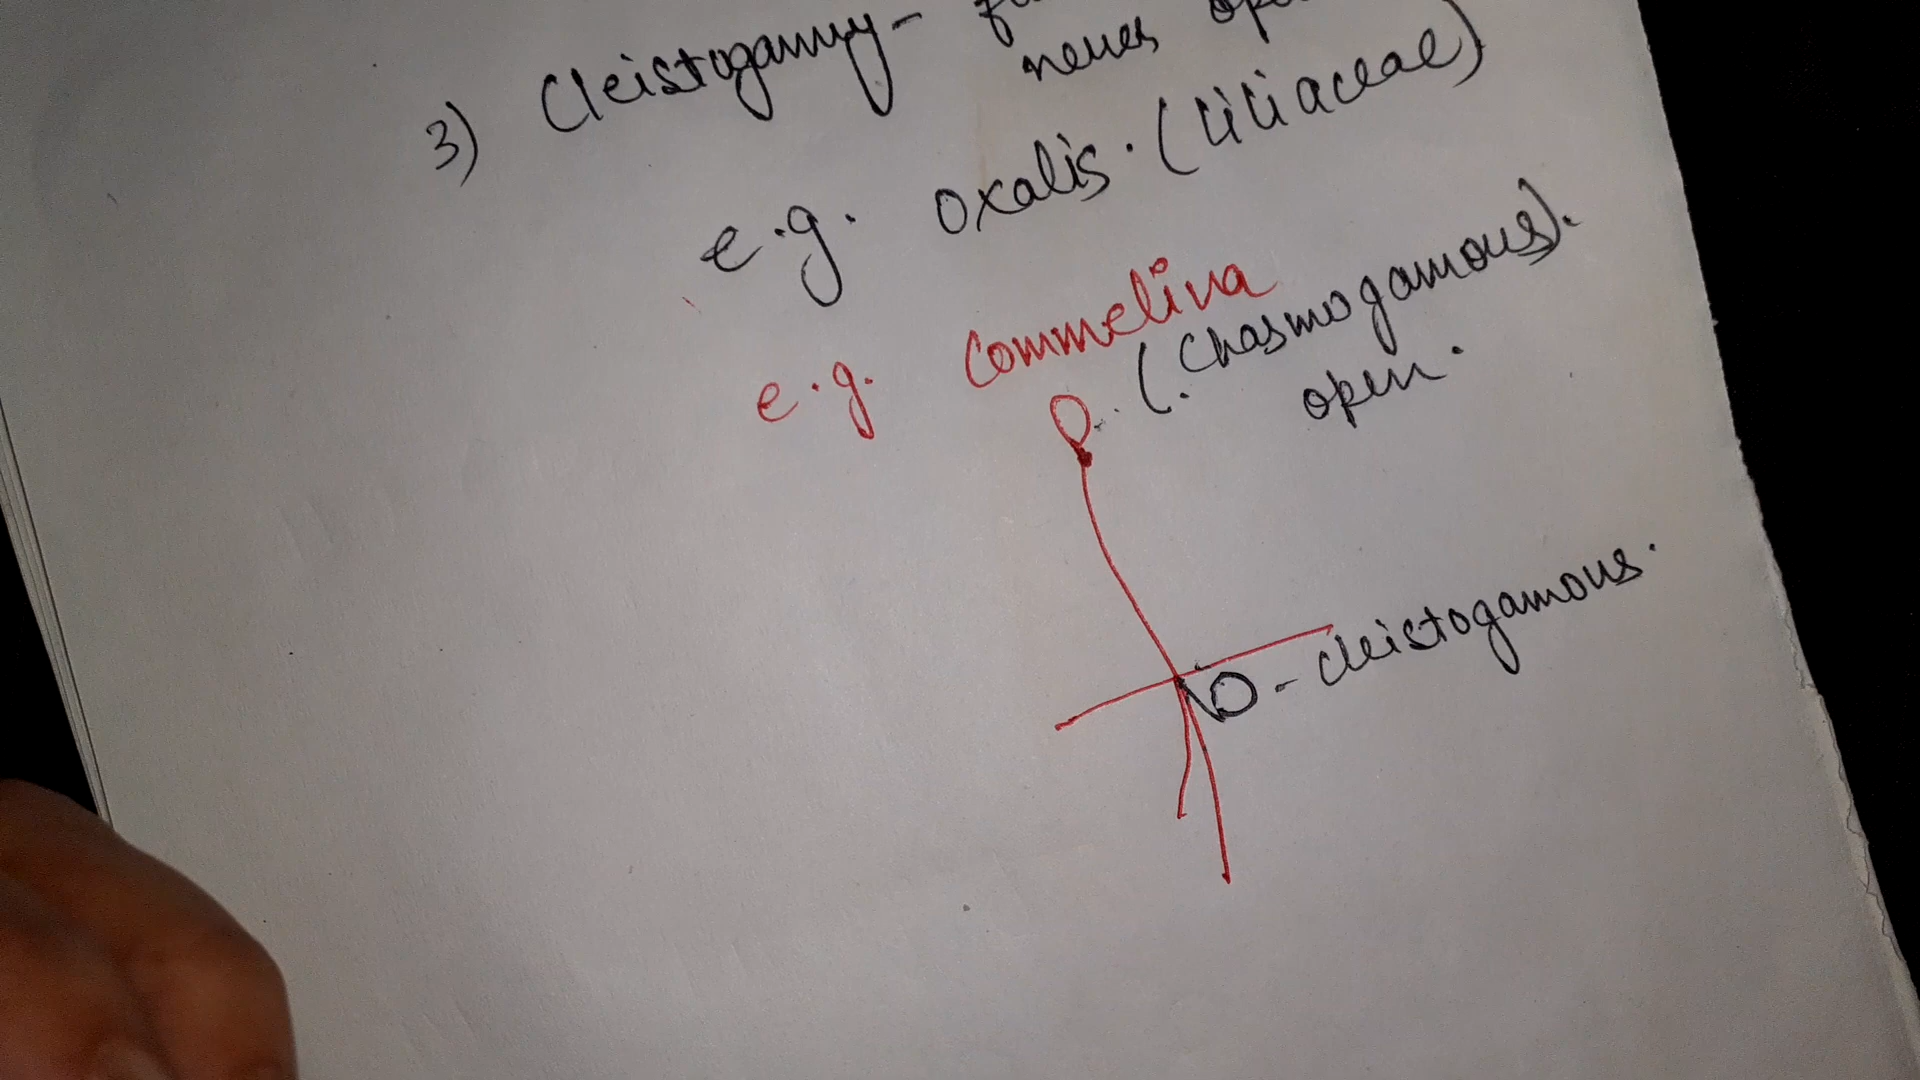 3) Cleistogamy-
never
e.g. Oxalis. (Liliaceae)
e.g. Commelina
(Chasmogamous).
open.
- cleistogamous.